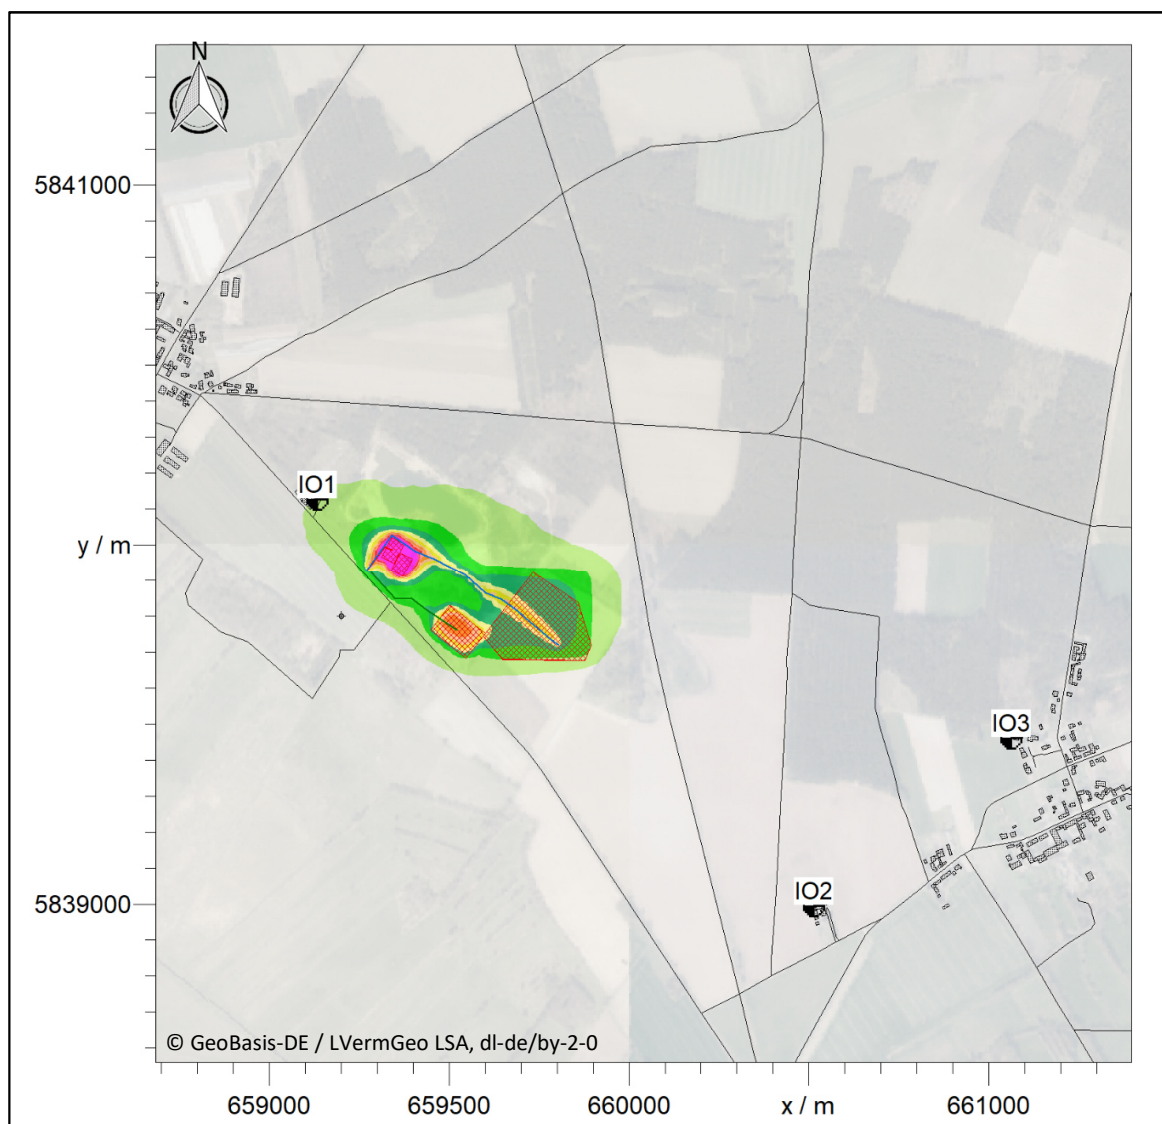 N
5841000
IO1
y / m
IO3
IO2
5839000
© GeoBasis-DE / LVermGeo LSA, dl-de/by-2-0
659000 659500 660000 x / m 661000